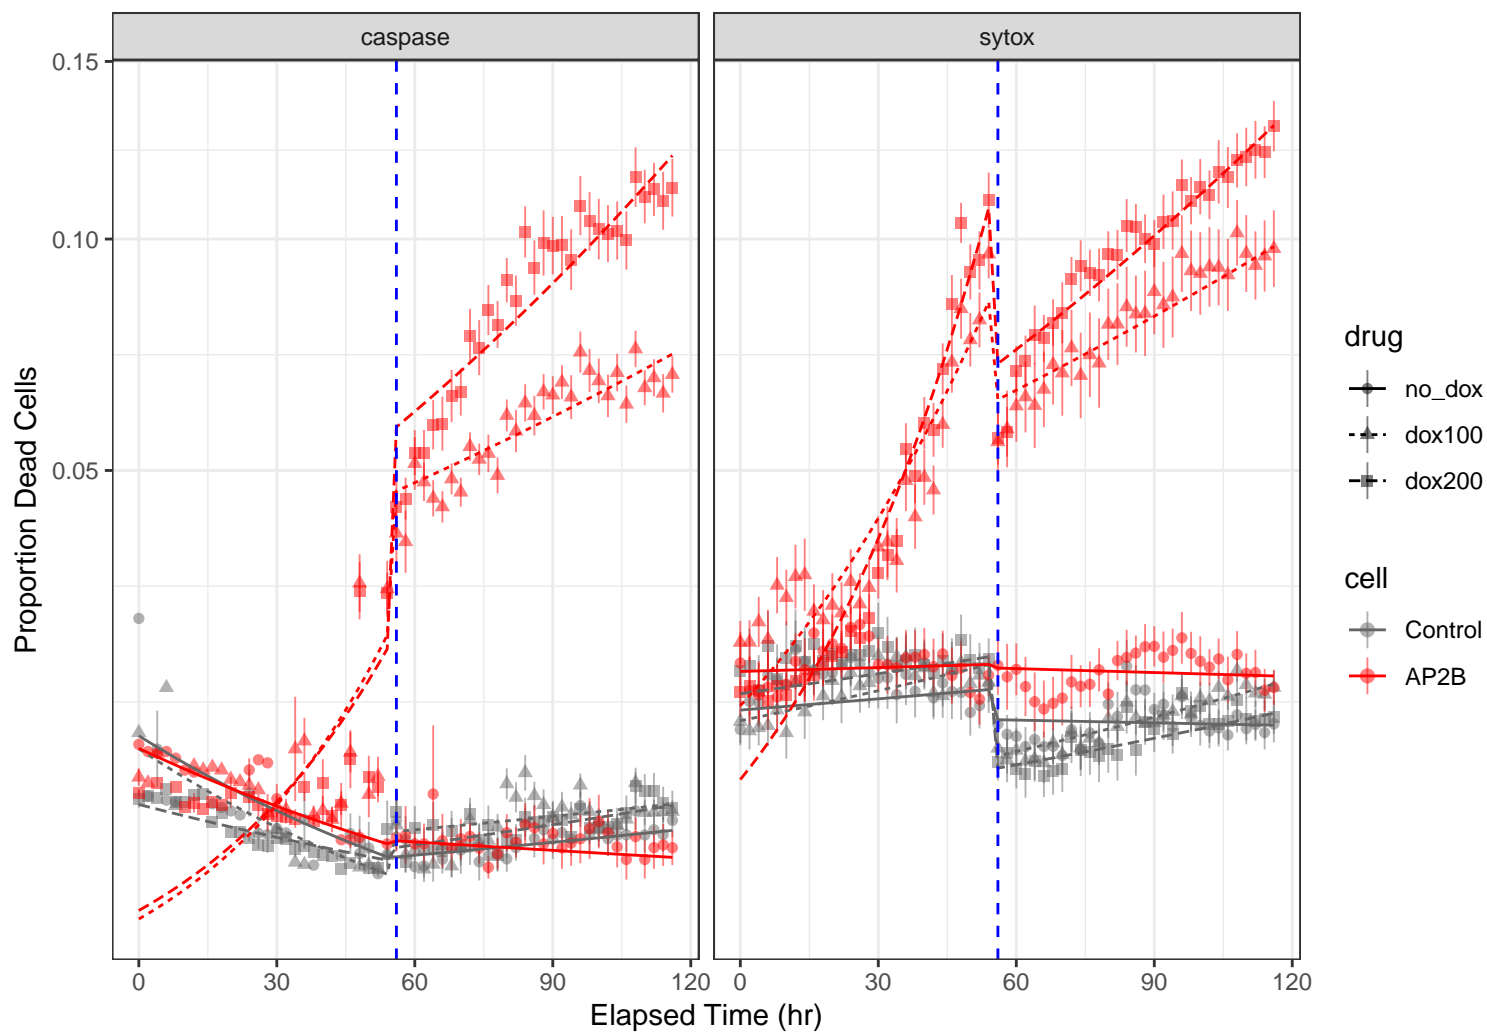 caspase
sytox
0.15
0.10
0.05
Proportion Dead Cells
0
30
60
90
120
0
30
60
90
120
Elapsed Time (hr)
drug
no_dox
dox100
dox200
cell
Control
AP2B